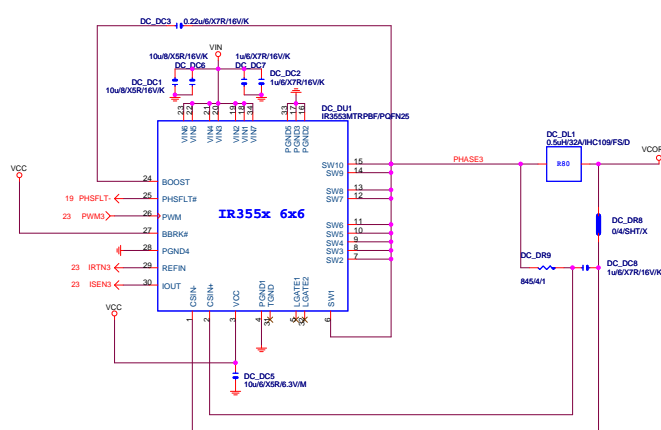 DC_DC3 0.22u/6/X7R/16V/K
VIN
10u/8/X5R/16V/K
DC_DC6
1u/6/X7R/16V/K
DC_DC7
DC_DC1
10u/8/X5R/16V/K
DC_DC2
1u/6/X7R/16V/K
DC_DU1
IR3553MTRPBF/PQFN25
23 22 21 20 19 18 34 33 17 16
VIN6 VIN5 VIN4 VIN3 VIN2 VIN1 VIN7 PGND5 PGND3 PGND2
DC_DL1
0.5uH/32A/IHC109/FS/D
VCC
24 BOOST
19 PHSFLT- 25 PHSFLT#
23 PWM3 26 PWM
27 BBRK#
28 PGND4
23 IRTN3 29 REFIN
23 ISEN3 30 IOUT
IR355x 6x6
SW10 15
SW9 14
SW8 13
SW7 12
SW6 11
SW5 10
SW4 9
SW3 8
SW2 7
PHASE3
R80
VCOR
DC_DR8
0/4/SHT/X
DC_DR9
845/4/1
DC_DC8
1u/6/X7R/16V/K
CSIN- CSIN+ VCC PGND1 TGND LGATE1 LGATE2 SW1
1 2 3 4 31 5 32 6
VCC
DC_DC5
10u/6/X5R/6.3V/M